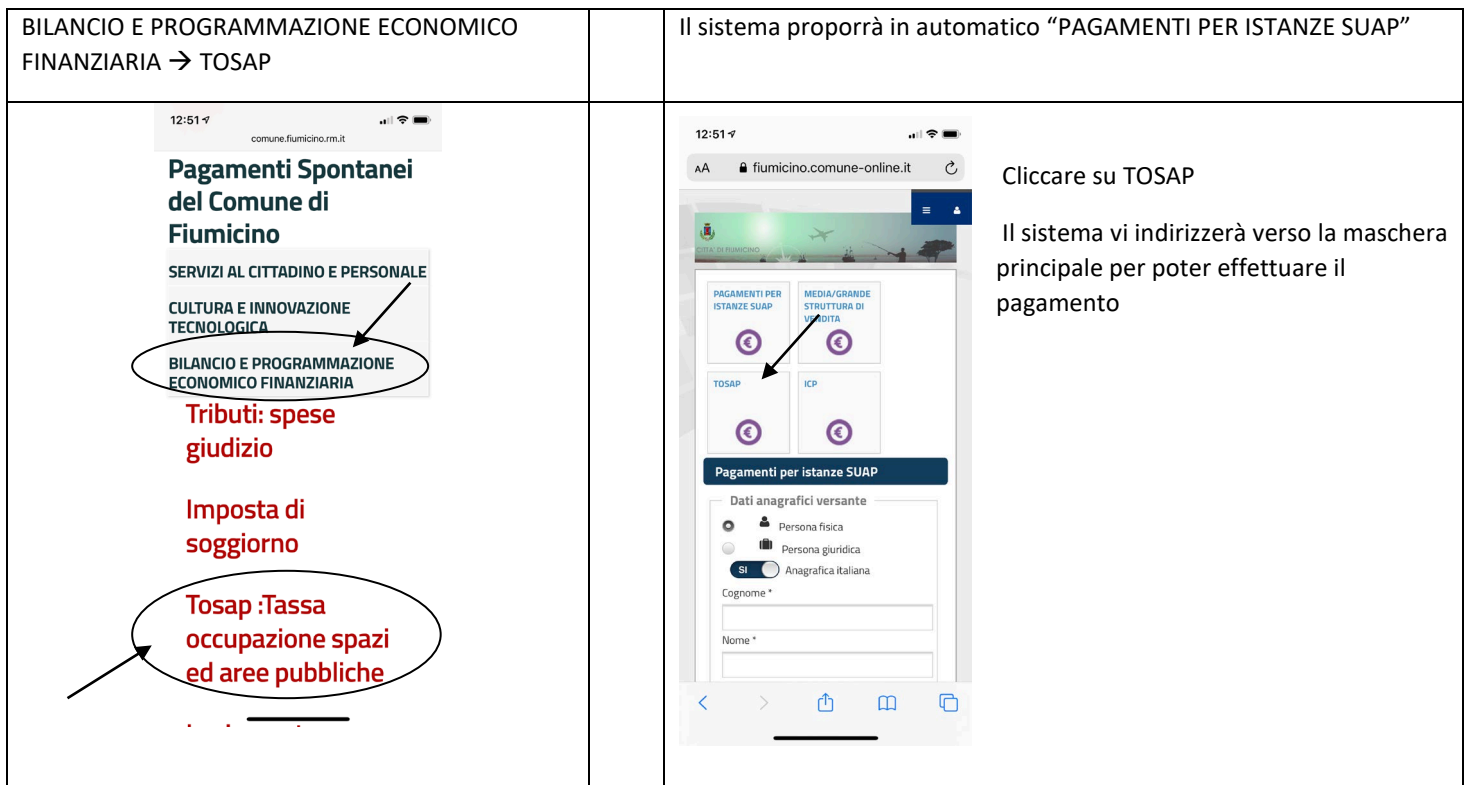 BILANCIO E PROGRAMMAZIONE ECONOMICO
FINANZIARIA → TOSAP
Il sistema proporrà in automatico “PAGAMENTI PER ISTANZE SUAP”
12:51
comune.fiumicino.rm.it
Pagamenti Spontanei
del Comune di
Fiumicino
SERVIZI AL CITTADINO E PERSONALE
CULTURA E INNOVAZIONE
TECNOLOGICA
BILANCIO E PROGRAMMAZIONE
ECONOMICO FINANZIARIA
Tributi: spese
giudizio
Imposta di
soggiorno
Tosap :Tassa
occupazione spazi
ed aree pubbliche
12:51
AA fiumicino.comune-online.it
CITTA' DI FIUMICINO
PAGAMENTI PER
ISTANZE SUAP
MEDIA/GRANDE
STRUTTURA DI
VENDITA
TOSAP
ICP
Pagamenti per istanze SUAP
Dati anagrafici versante
Persona fisica
Persona giuridica
SI Anagrafica italiana
Cognome *
Nome *
Cliccare su TOSAP
Il sistema vi indirizzerà verso la maschera
principale per poter effettuare il
pagamento